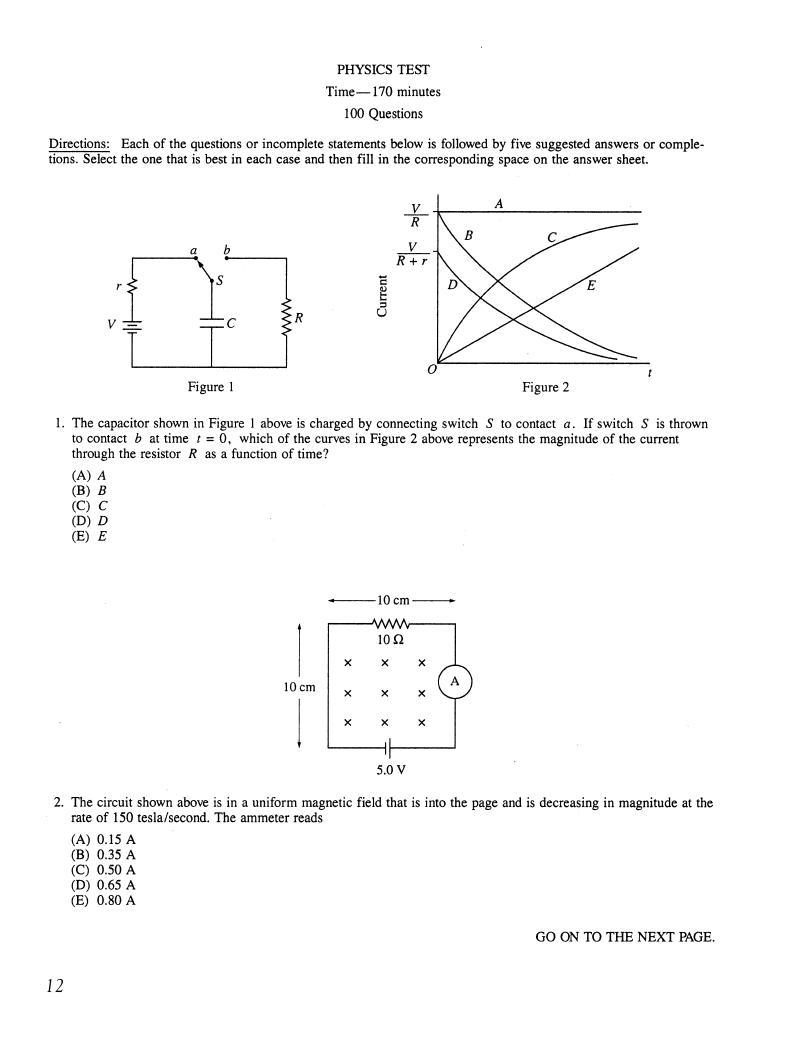 PHYSICS TEST
Time—170 minutes
100 Questions
Directions: Each of the questions or incomplete statements below is followed by five suggested answers or comple-
tions. Select the one that is best in each case and then fill in the corresponding space on the answer sheet.
a b
S
r
V
C
R
Figure 1
V
R
V
R + r
Current
A
B
C
D
E
O
t
Figure 2
1. The capacitor shown in Figure 1 above is charged by connecting switch S to contact a. If switch S is thrown
to contact b at time t = 0, which of the curves in Figure 2 above represents the magnitude of the current
through the resistor R as a function of time?
(A) A
(B) B
(C) C
(D) D
(E) E
10 cm
10 Ω
× × ×
A
10 cm
× × ×
× × ×
5.0 V
2. The circuit shown above is in a uniform magnetic field that is into the page and is decreasing in magnitude at the
rate of 150 tesla/second. The ammeter reads
(A) 0.15 A
(B) 0.35 A
(C) 0.50 A
(D) 0.65 A
(E) 0.80 A
GO ON TO THE NEXT PAGE.
12